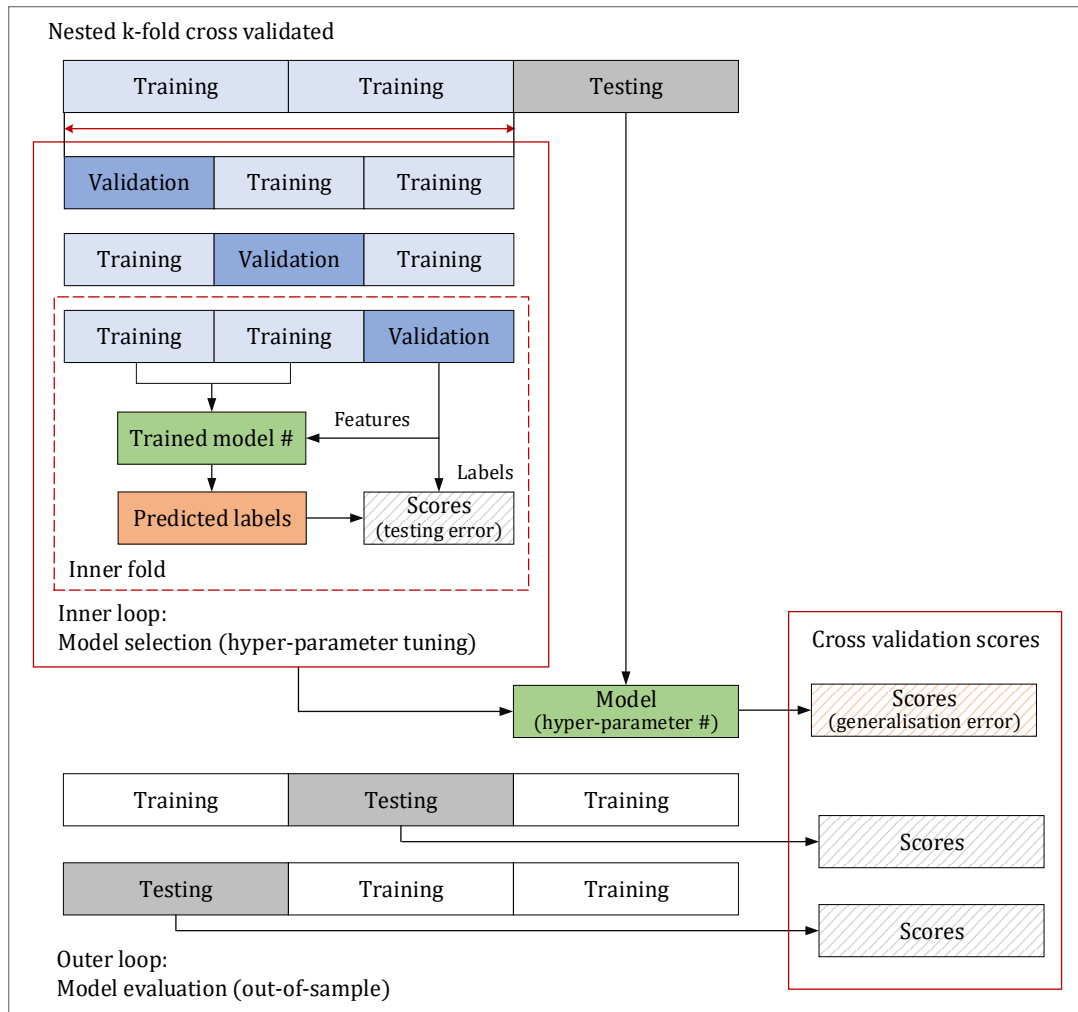 Nested k-fold cross validated
Training Training Testing
Validation Training Training
Training Validation Training
Training Training Validation
Features
Trained model #
Labels
Predicted labels
Scores
(testing error)
Inner fold
Inner loop:
Model selection (hyper-parameter tuning)
Cross validation scores
Model
(hyper-parameter #)
Scores
(generalisation error)
Training Testing Training
Scores
Testing Training Training
Scores
Outer loop:
Model evaluation (out-of-sample)